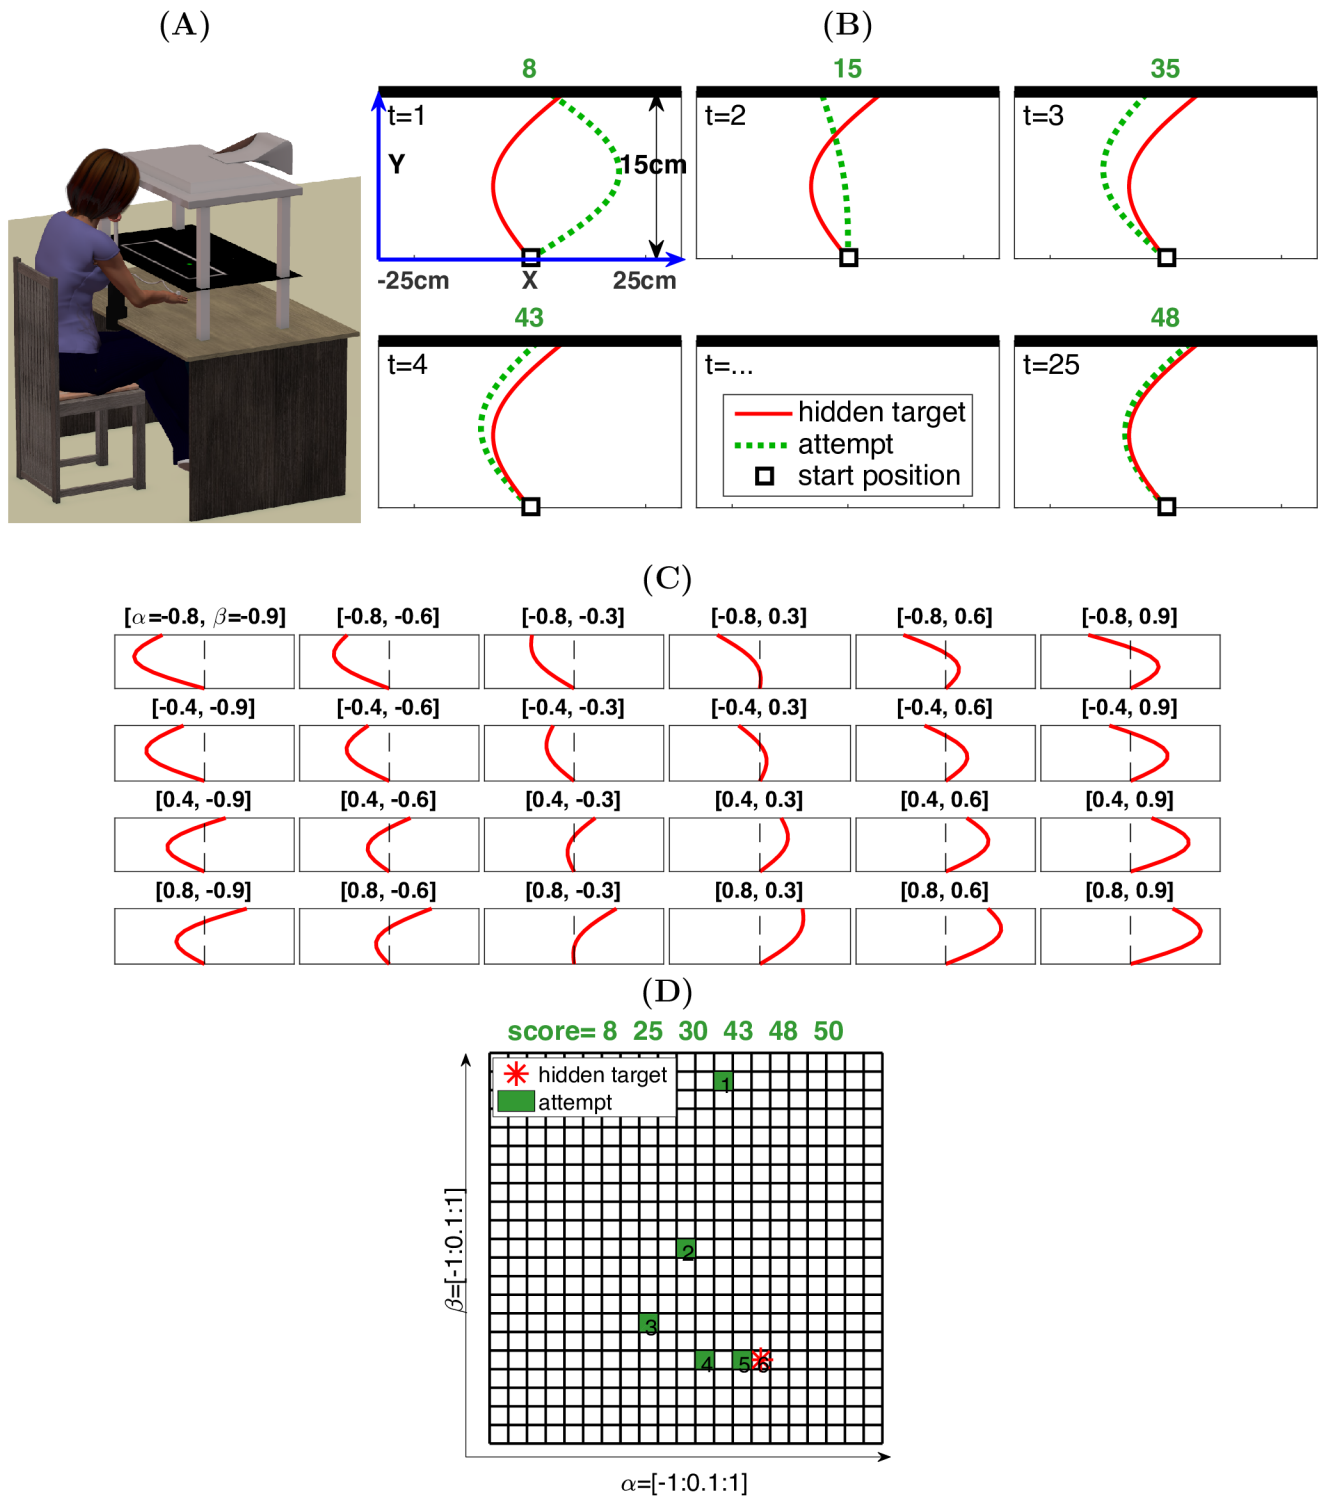 (A)
(B)
8
15
35
t=1
t=2
t=3
Y
15cm
-25cm
X
25cm
43
48
t=4
t=...
t=25
hidden target
attempt
start position
(C)
[α=-0.8, β=-0.9]
[-0.8, -0.6]
[-0.8, -0.3]
[-0.8, 0.3]
[-0.8, 0.6]
[-0.8, 0.9]
[-0.4, -0.9]
[-0.4, -0.6]
[-0.4, -0.3]
[-0.4, 0.3]
[-0.4, 0.6]
[-0.4, 0.9]
[0.4, -0.9]
[0.4, -0.6]
[0.4, -0.3]
[0.4, 0.3]
[0.4, 0.6]
[0.4, 0.9]
[0.8, -0.9]
[0.8, -0.6]
[0.8, -0.3]
[0.8, 0.3]
[0.8, 0.6]
[0.8, 0.9]
(D)
score= 8 25 30 43 48 50
hidden target
attempt
1
2
3
4
5
6
β=[-1:0.1:1]
α=[-1:0.1:1]